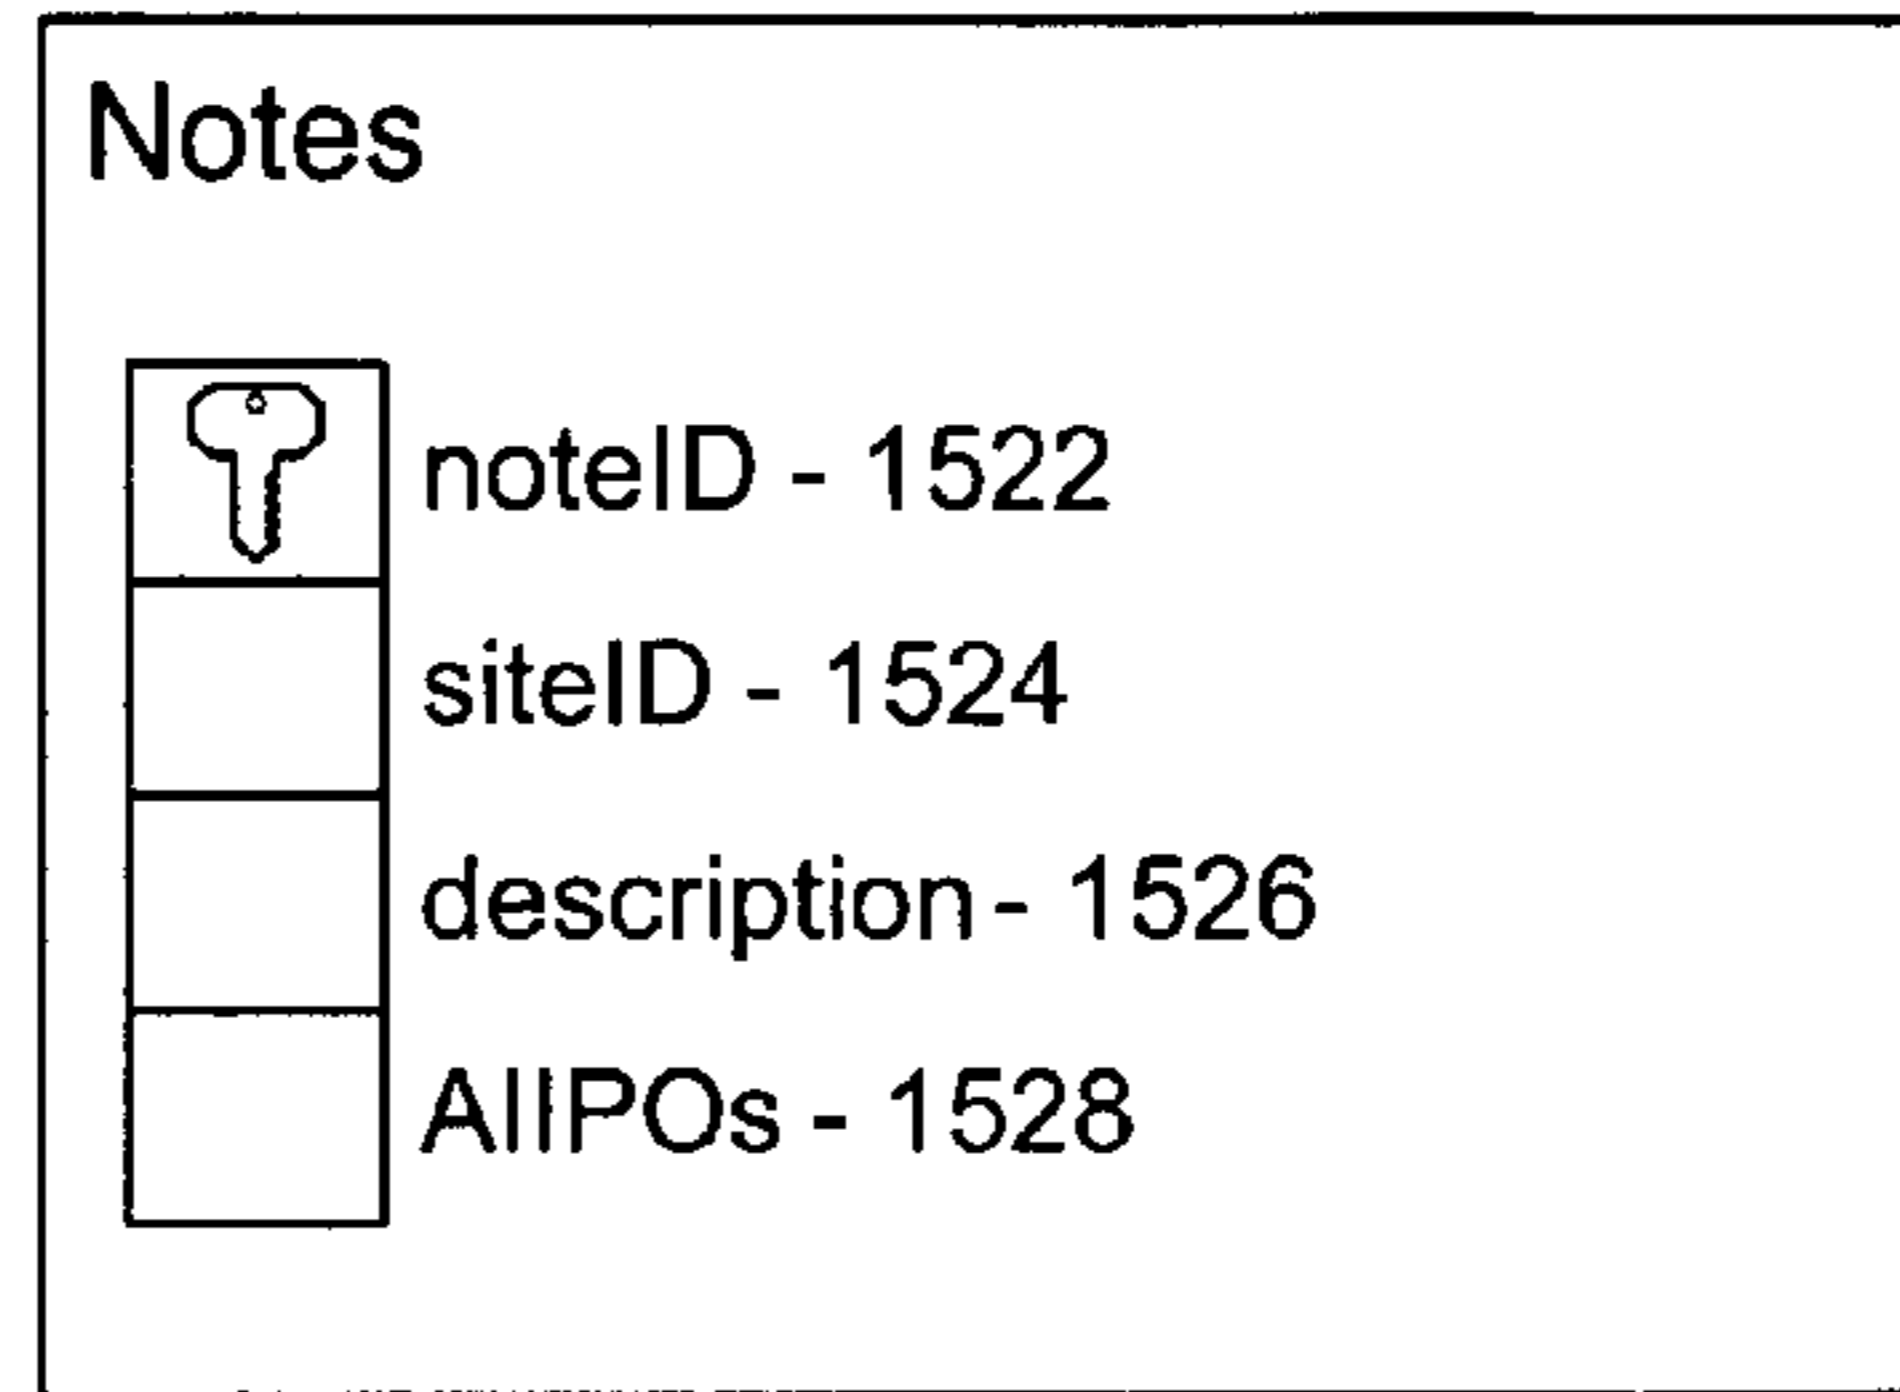 Notes
noteID - 1522
siteID - 1524
description - 1526
AllPOs - 1528